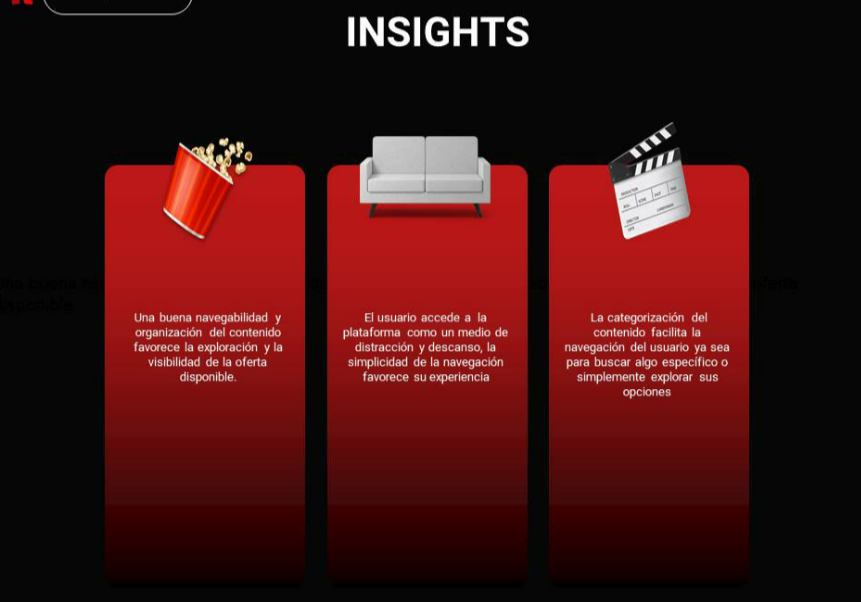 INSIGHTS
Una buena navegabilidad y
organización del contenido
favorece la exploración y la
visibilidad de la oferta
disponible.
El usuario accede a la
plataforma como un medio de
distracción y descanso, la
simplicidad de la navegación
favorece su experiencia
La categorización del
contenido facilita la
navegación del usuario ya sea
para buscar algo específico o
simplemente explorar sus
opciones